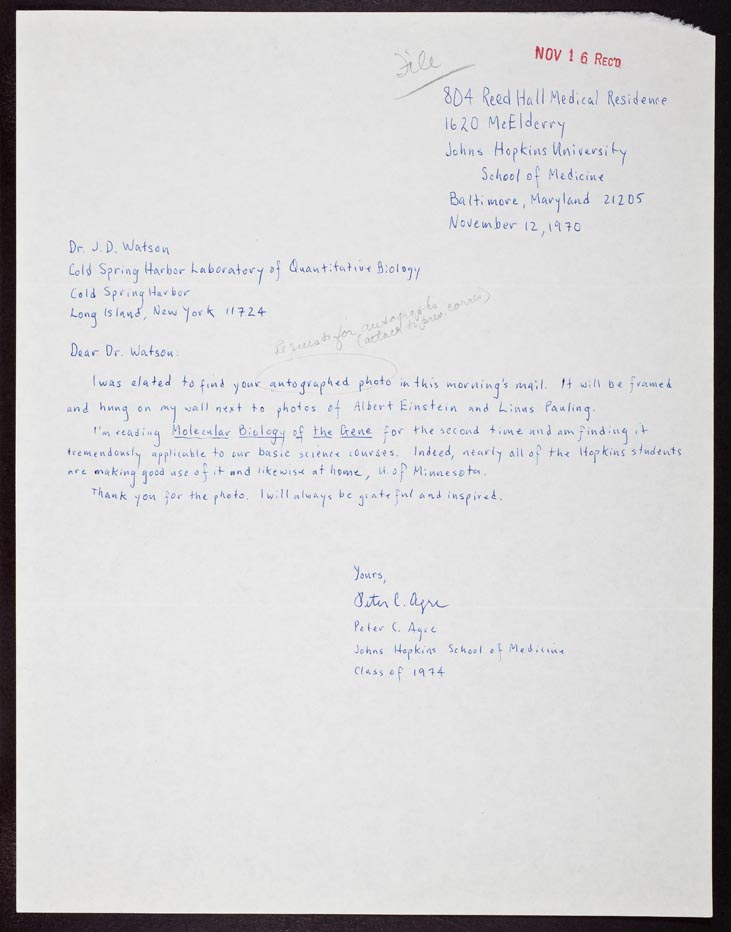 File
NOV 16 REC'D
804 Reed Hall Medical Residence
1620 McElderry
Johns Hopkins University
School of Medicine
Baltimore, Maryland 21205
November 12, 1970
Dr. J. D. Watson
Cold Spring Harbor Laboratory of Quantitative Biology
Cold Spring Harbor
Long Island, New York 11724
Requests for autographs
(attach to prev. corres)
Dear Dr. Watson:
I was elated to find your autographed photo in this morning's mail. It will be framed
and hung on my wall next to photos of Albert Einstein and Linus Pauling.
I'm reading Molecular Biology of the Gene for the second time and am finding it
tremendously applicable to our basic science courses. Indeed, nearly all of the Hopkins students
are making good use of it and likewise at home, U. of Minnesota.
Thank you for the photo. I will always be grateful and inspired.
Yours,
Peter C. Agre
Peter C. Agre
Johns Hopkins School of Medicine
Class of 1974